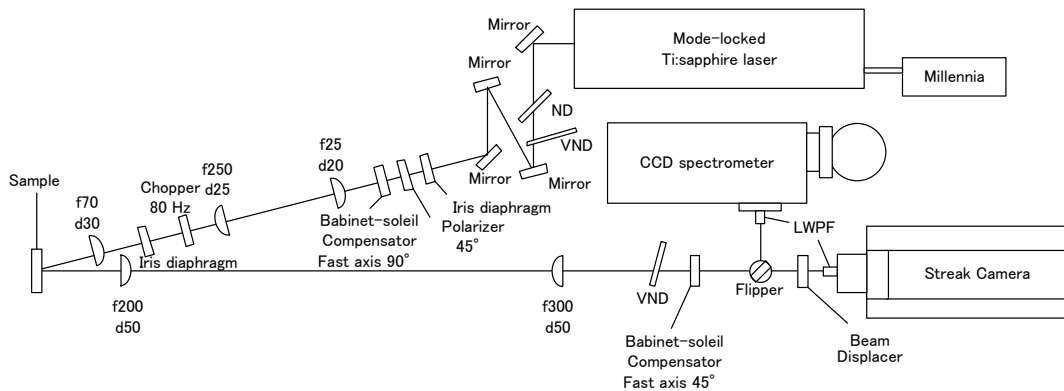 Mirror
Mode-locked
Ti:sapphire laser
Millennia
Mirror
ND
VND
Mirror
Mirror
CCD spectrometer
LWPF
f25
d20
f250
d25
Chopper
80 Hz
f70
d30
Sample
Iris diaphragm
Polarizer
45°
Babinet-soleil
Compensator
Fast axis 90°
Iris diaphragm
f200
d50
f300
d50
VND
Flipper
Streak Camera
Babinet-soleil
Compensator
Fast axis 45°
Beam
Displacer